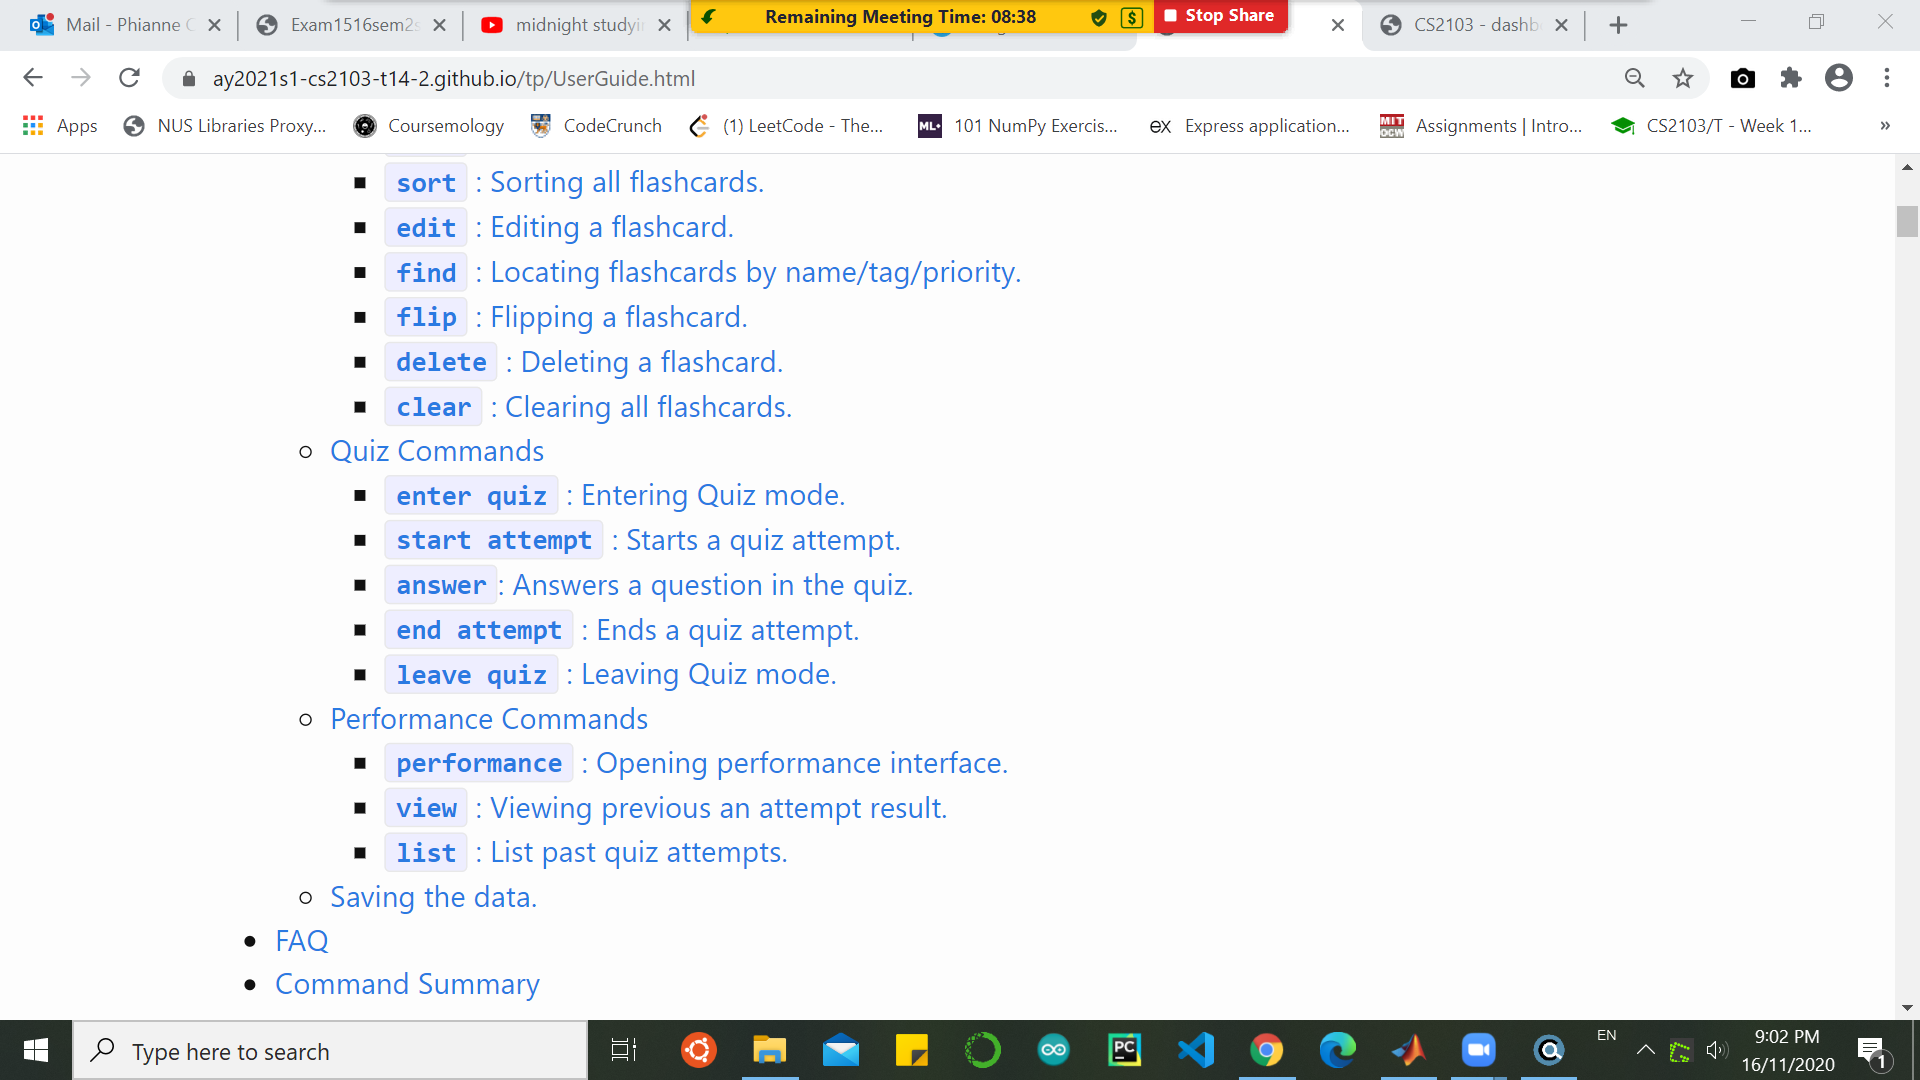 Mail - Phianne
Exam1516sem2s
midnight studyi
Remaining Meeting Time: 08:38
$
Stop Share
CS2103 - dashb
ay2021s1-cs2103-t14-2.github.io/tp/UserGuide.html
Apps
NUS Libraries Proxy...
Coursemology
CodeCrunch
(1) LeetCode - The...
ML
101 NumPy Exercis...
ex
Express application...
MIT OCW
Assignments | Intro...
CS2103/T - Week 1...
»
sort : Sorting all flashcards.
edit : Editing a flashcard.
find : Locating flashcards by name/tag/priority.
flip : Flipping a flashcard.
delete : Deleting a flashcard.
clear : Clearing all flashcards.
Quiz Commands
enter quiz : Entering Quiz mode.
start attempt : Starts a quiz attempt.
answer: Answers a question in the quiz.
end attempt : Ends a quiz attempt.
leave quiz : Leaving Quiz mode.
Performance Commands
performance : Opening performance interface.
view : Viewing previous an attempt result.
list : List past quiz attempts.
Saving the data.
FAQ
Command Summary
Type here to search
PC
EN
9:02 PM
16/11/2020
1